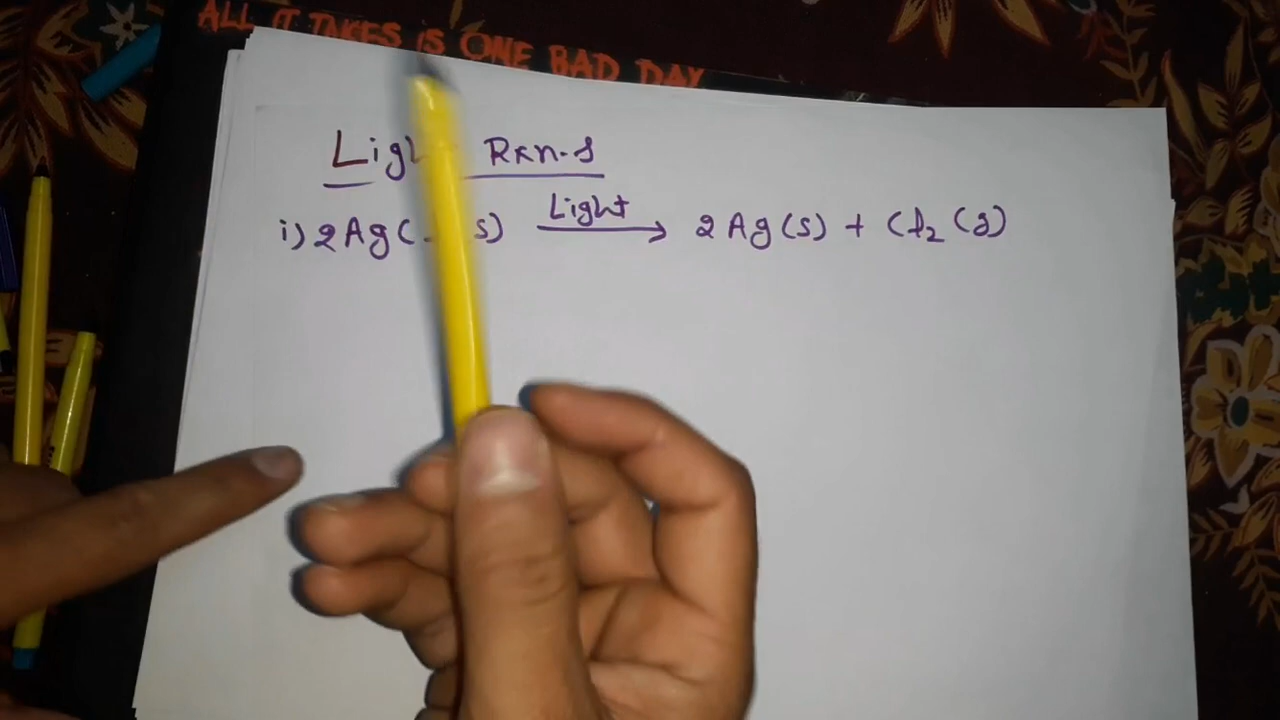 ALL IT TAKES IS ONE BAD DAY
Rxn-s
i) 2Ag( s) Light → 2Ag(s) + Cl₂ (g)